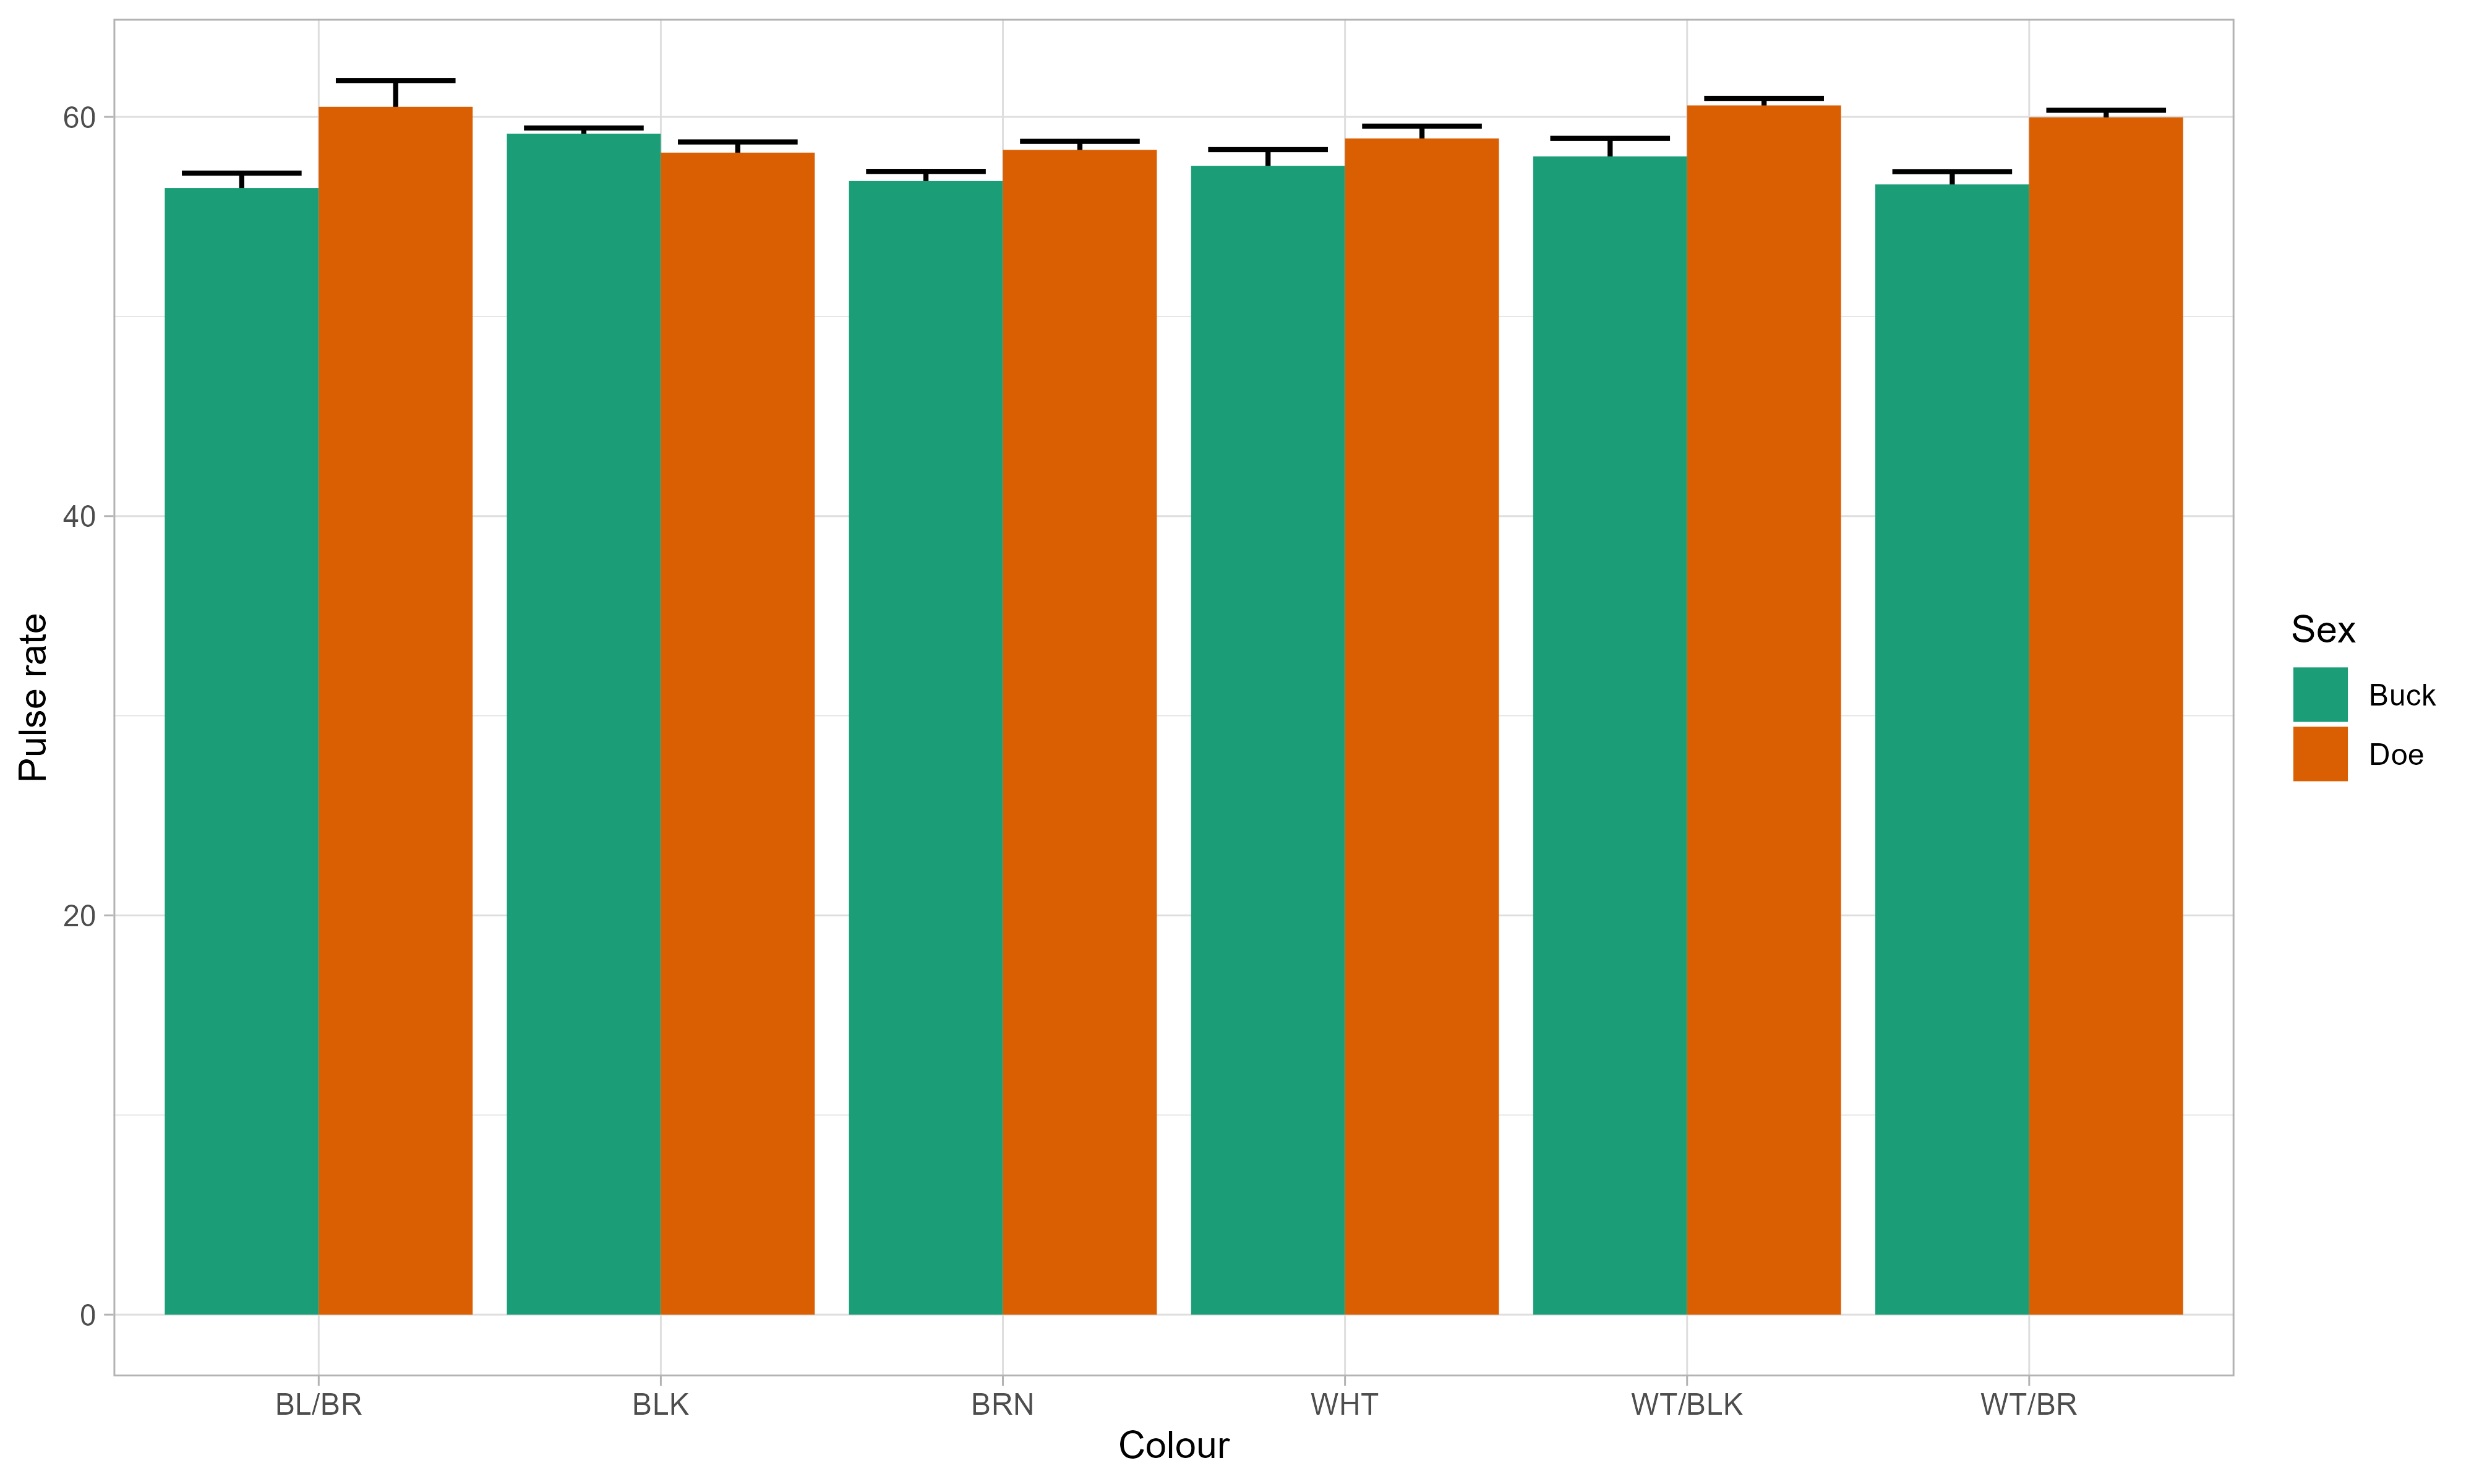 60
40
20
0
Pulse rate
BL/BR BLK BRN WHT WT/BLK WT/BR
Colour
Sex
Buck
Doe